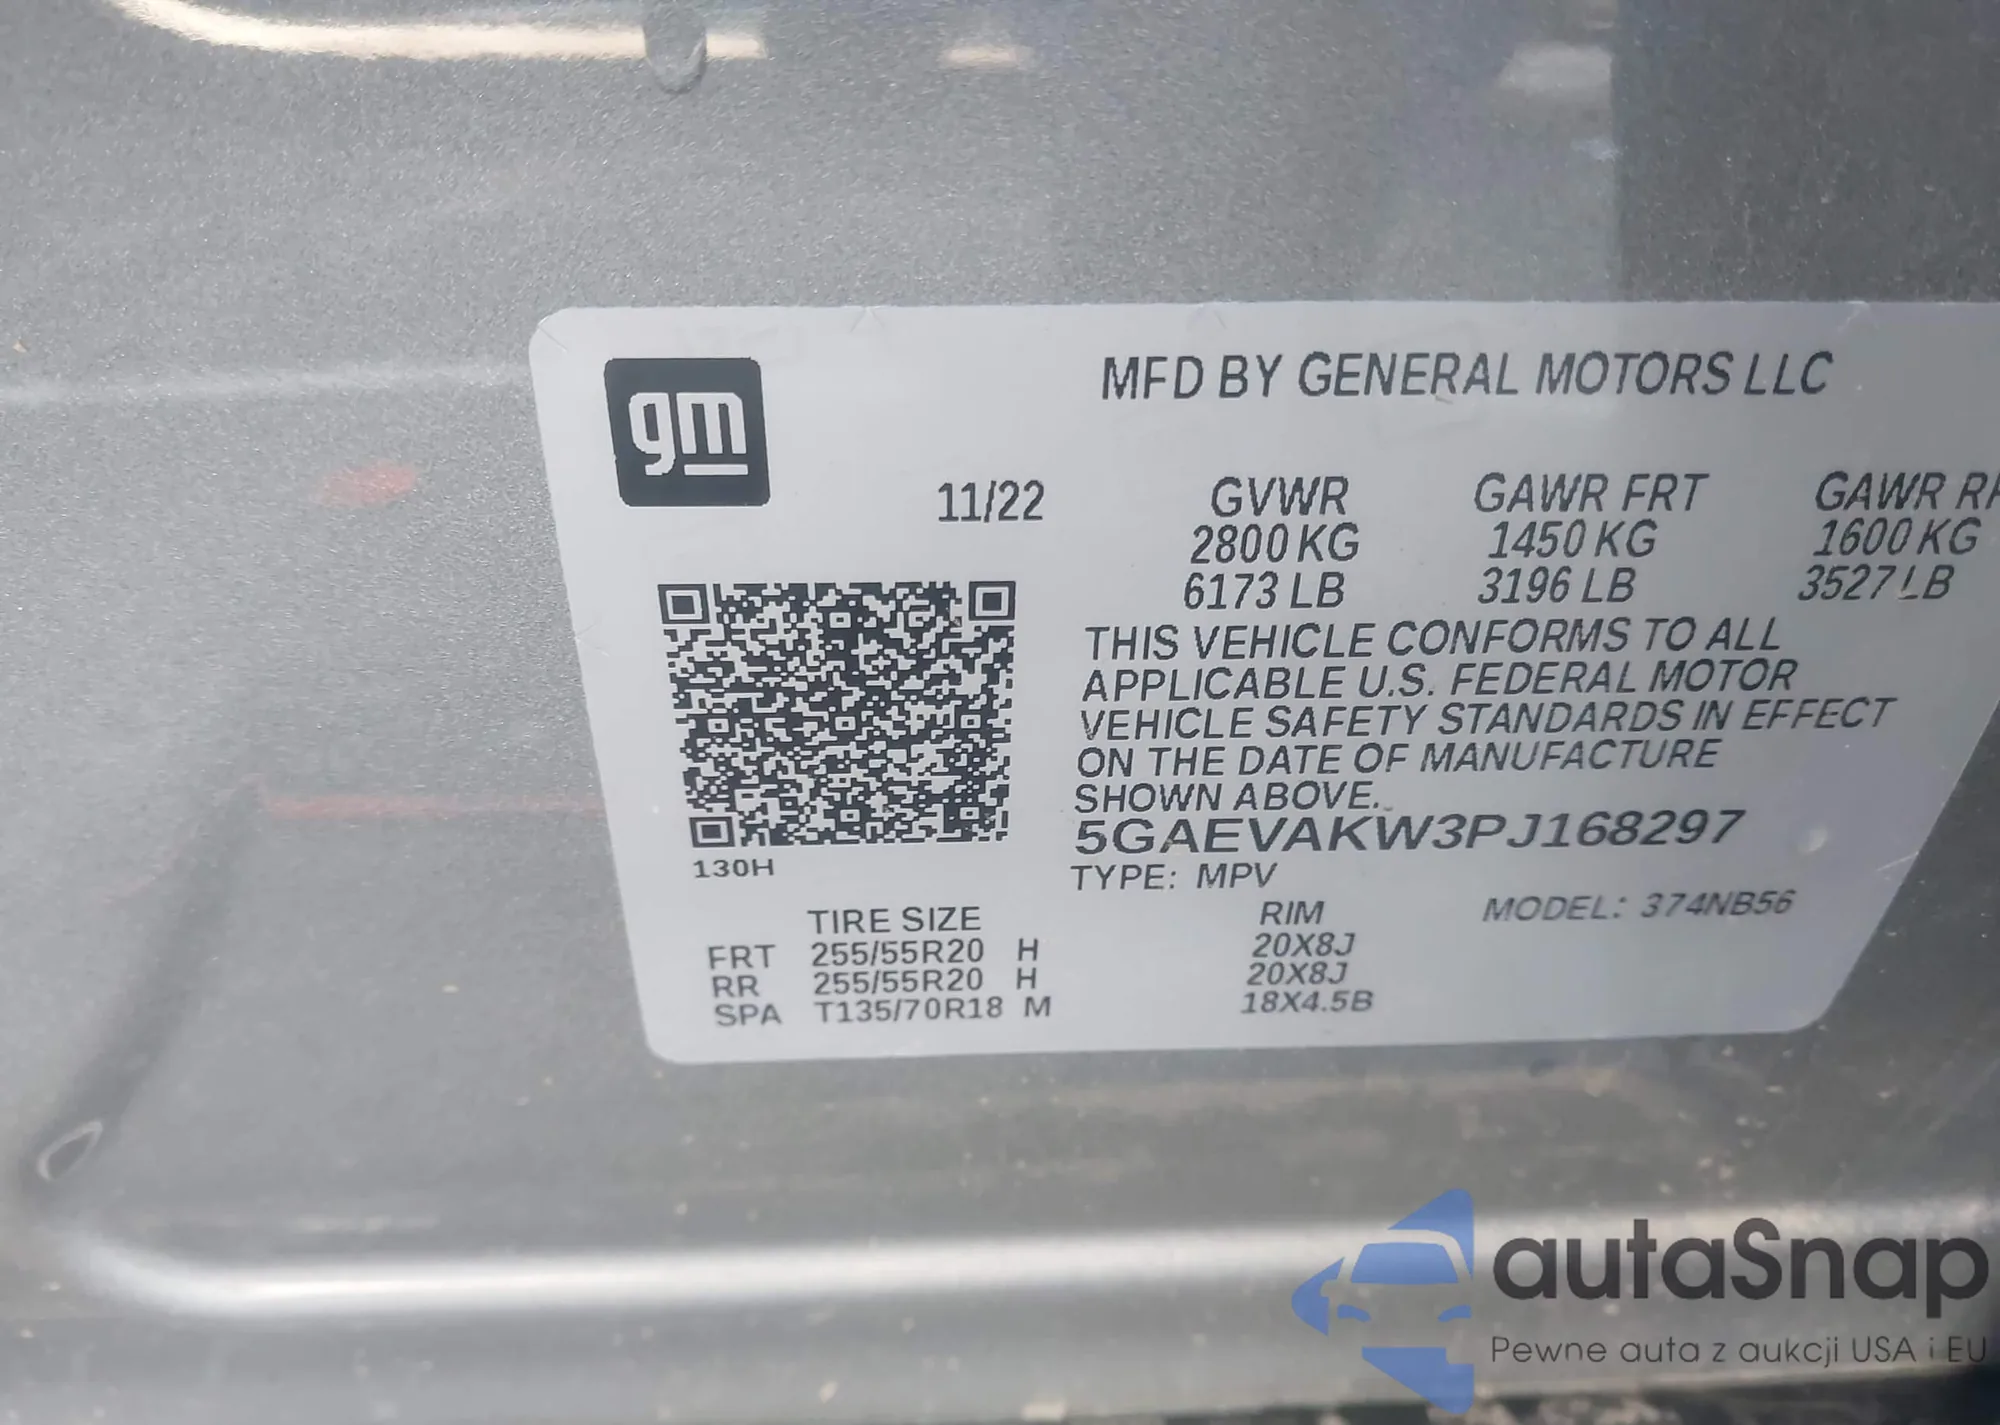 gm
MFD BY GENERAL MOTORS LLC
11/22 GVWR GAWR FRT GAWR
2800 KG 1450 KG 1600 KG
6173 LB 3196 LB 3527 LB
THIS VEHICLE CONFORMS TO ALL
APPLICABLE U.S. FEDERAL MOTOR
VEHICLE SAFETY STANDARDS IN EFFECT
ON THE DATE OF MANUFACTURE
SHOWN ABOVE.
5GAEVAKW3PJ168297
130H
TYPE: MPV
TIRE SIZE RIM MODEL: 374NB56
FRT 255/55R20 H 20X8J
RR 255/55R20 H 20X8J
SPA T135/70R18 M 18X4.5B
autaSnap
Pewne auta z aukcji USA i EU